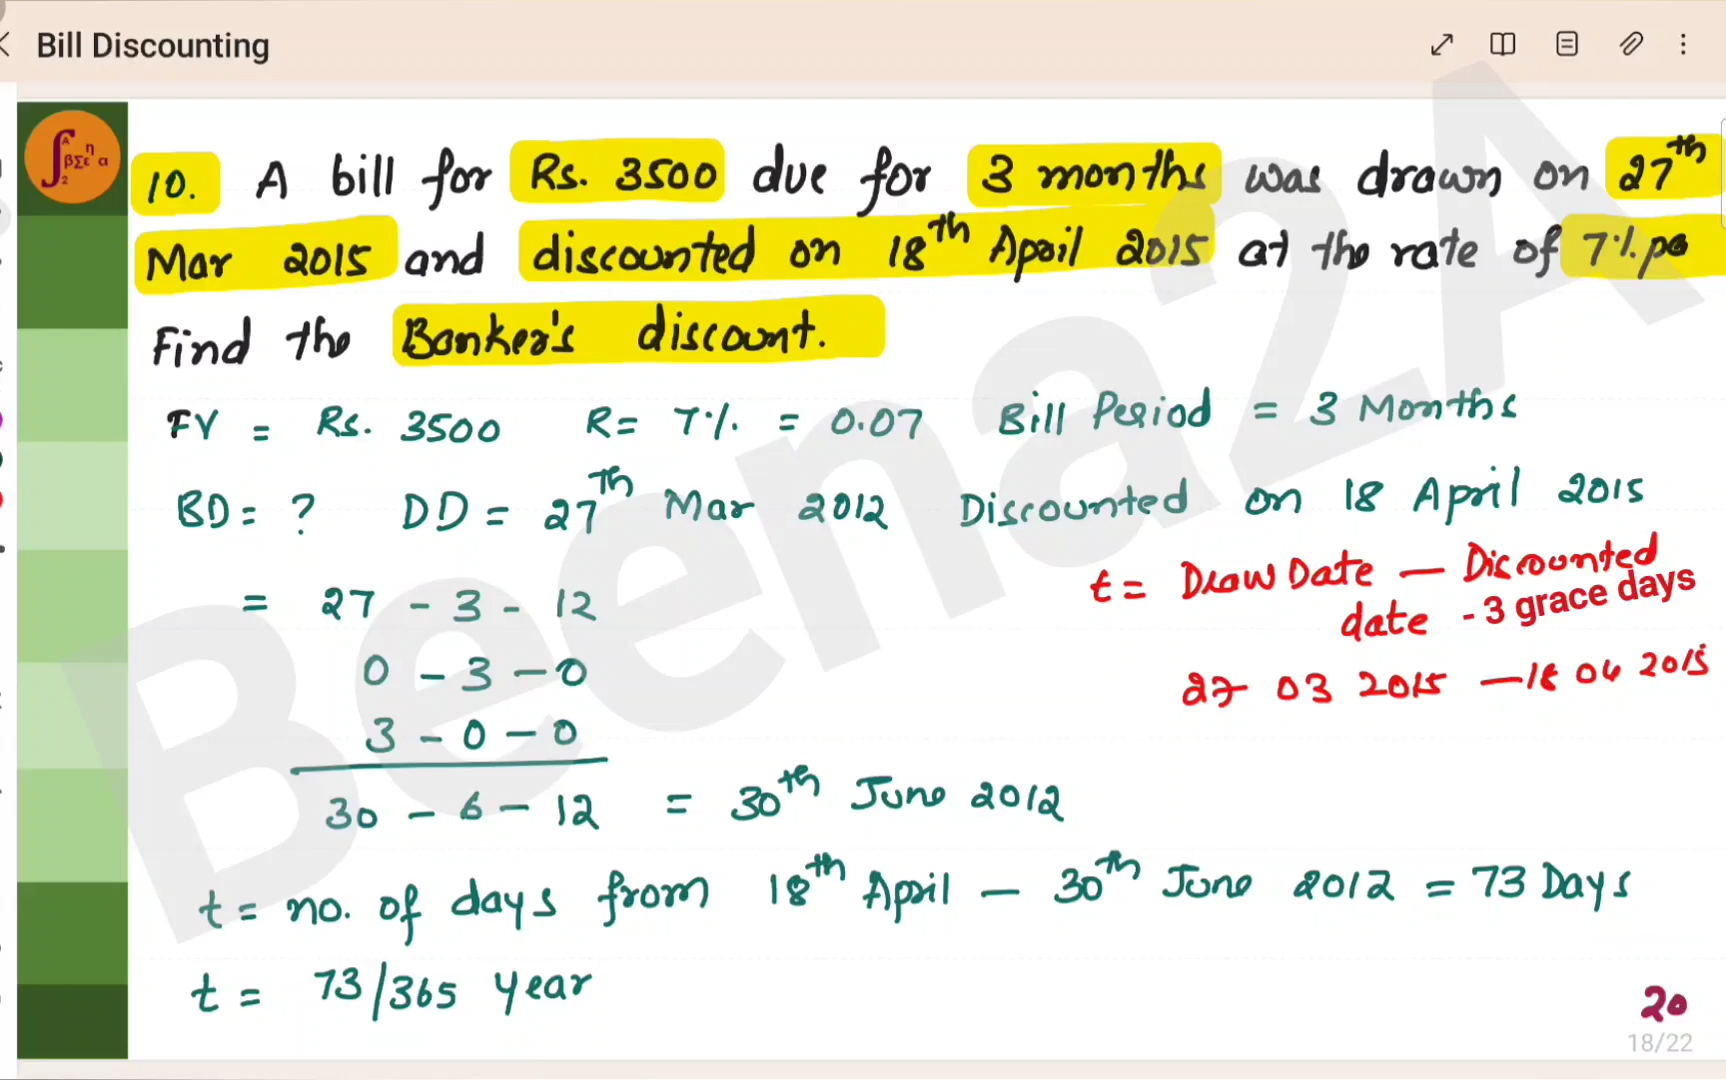 Bill Discounting
10. A bill for Rs. 3500 due for 3 months was drawn on 27th
Mar 2015 and discounted on 18th April 2015 at the rate of 7% pa
Find the Banker's discount.
FV = Rs. 3500 R = 7% = 0.07 Bill Period = 3 Months
BD = ? DD = 27th Mar 2012 Discounted on 18 April 2015
t = Draw Date — Discounted
date - 3 grace days
= 27 - 3 - 12
0 - 3 - 0
27 03 2015 — 18 04 2015
3 - 0 - 0
30 - 6 - 12 = 30th June 2012
t = no. of days from 18th April — 30th June 2012 = 73 Days
t = 73/365 year
20
18/22
Beena2A